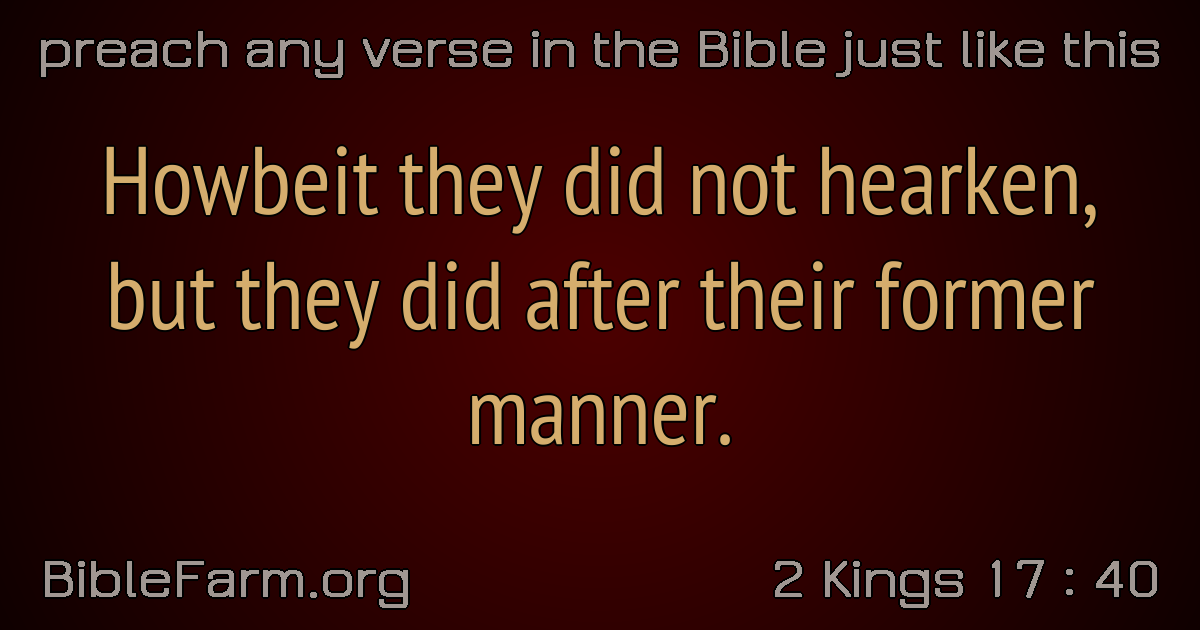 preach any verse in the Bible just like this
Howbeit they did not hearken,
but they did after their former
manner.
BibleFarm.org
2 Kings 17 : 40